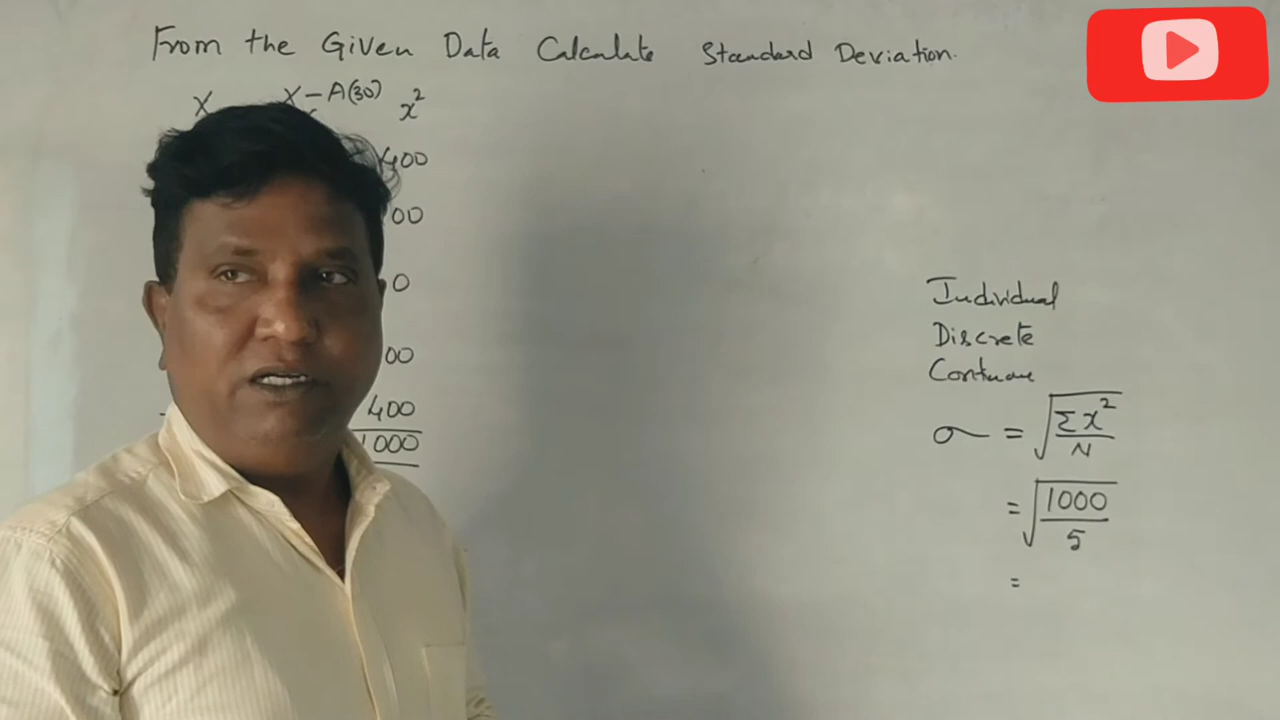 From the Given Data Calculate Standard Deviation.
X X-A(30) x²
400
00
0
00
400
1000
Individual
Discrete
σ = √Σx²/N
= √1000/5
=